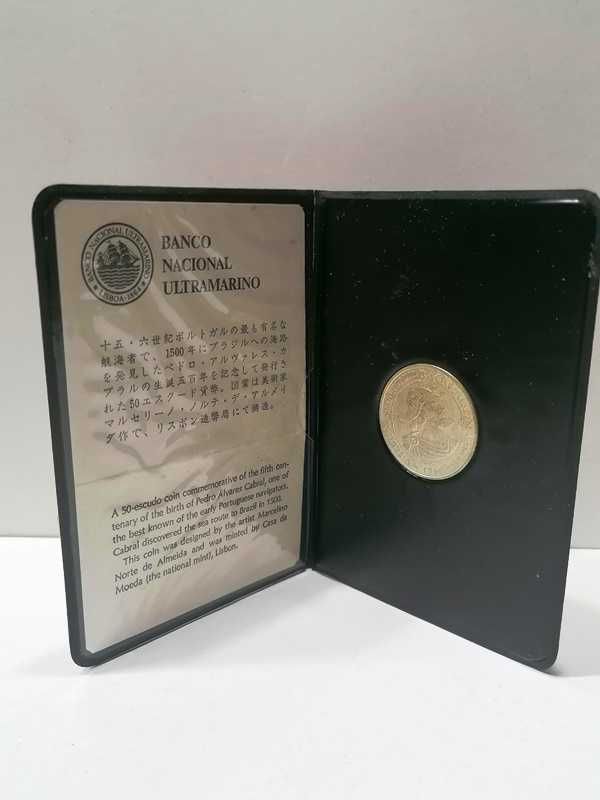 BANCO NACIONAL ULTRAMARINO
LISBOA-1864
BANCO
NACIONAL
ULTRAMARINO
十五・六世紀ポルトガルの最も有名な
航海者で、1500年にブラジルへの海路
を発見したペドロ・アルヴァレス・カ
ブラルの生誕五百年を記念して発行さ
れた50エスクード貨幣。図案は美術家
マルセリーノ・ノルテ・デ・アルメイ
ダ作で、リスボン造幣局にて鋳造。
A 50-escudo coin commemorative of the fifth cen-
tenary of the birth of Pedro Álvares Cabral, one of
the best known of the early Portuguese navigators.
Cabral discovered the sea route to Brazil in 1500.
This coin was designed by the artist Marcelino
Norte de Almeida and was minted by Casa da
Moeda (the national mint), Lisbon.